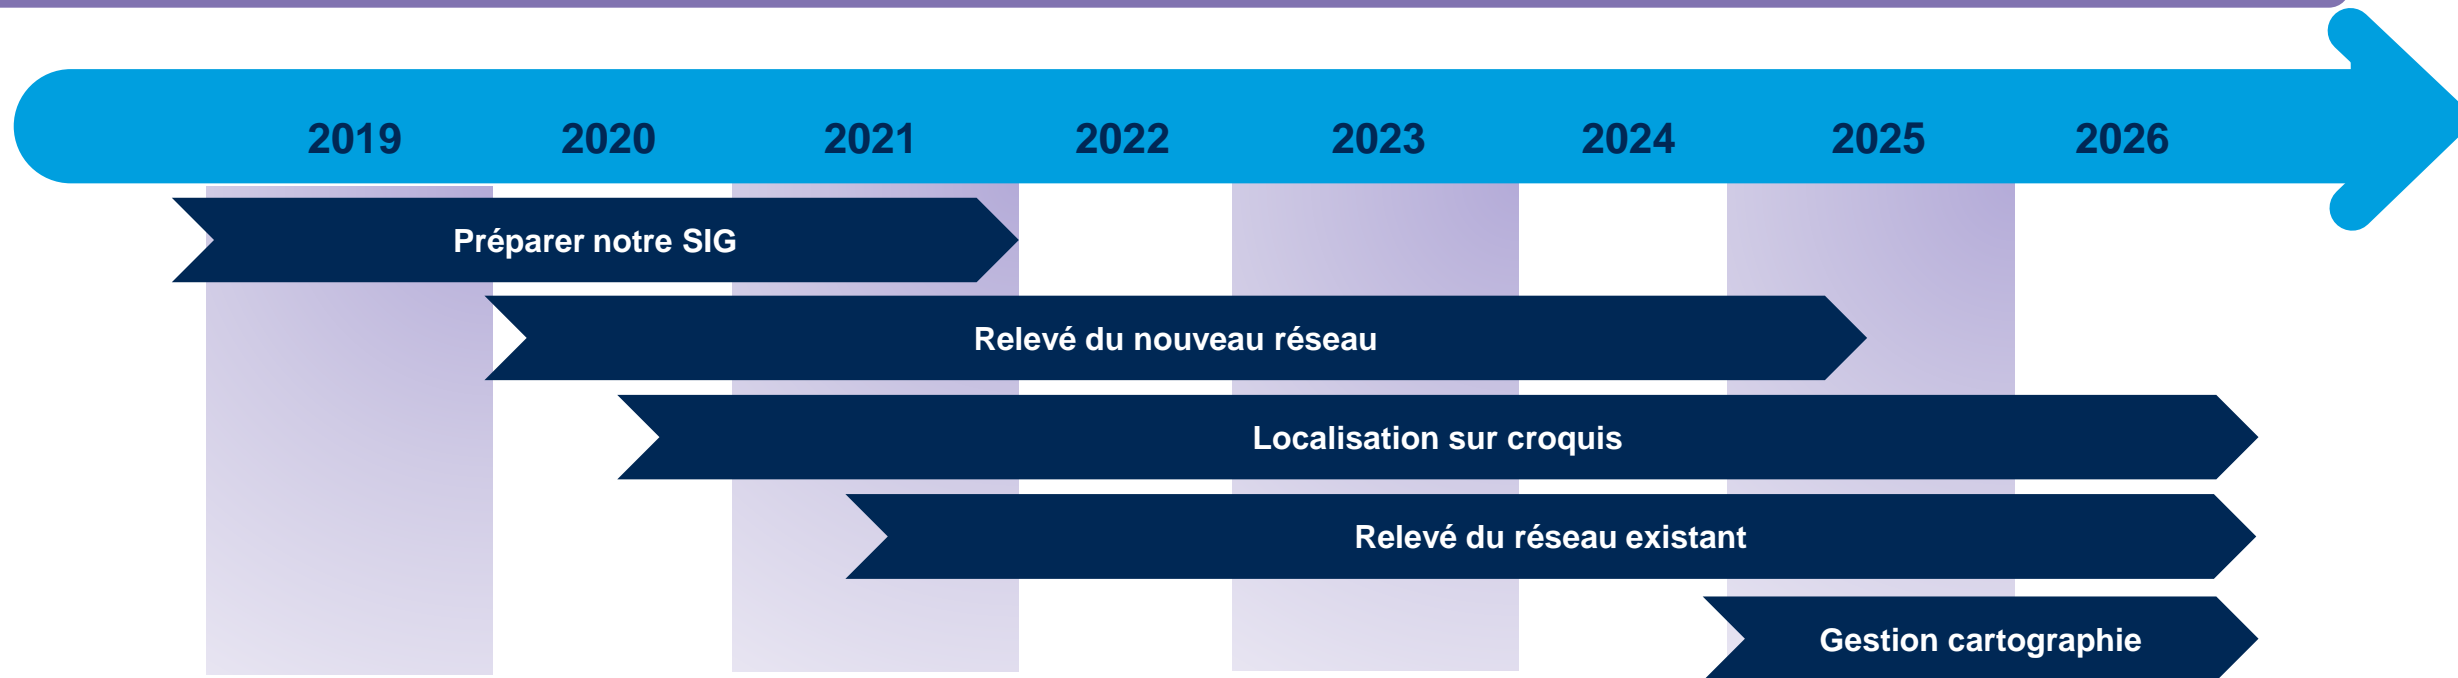 2019 2020 2021 2022 2023 2024 2025 2026
Préparer notre SIG
Relevé du nouveau réseau
Localisation sur croquis
Relevé du réseau existant
Gestion cartographie